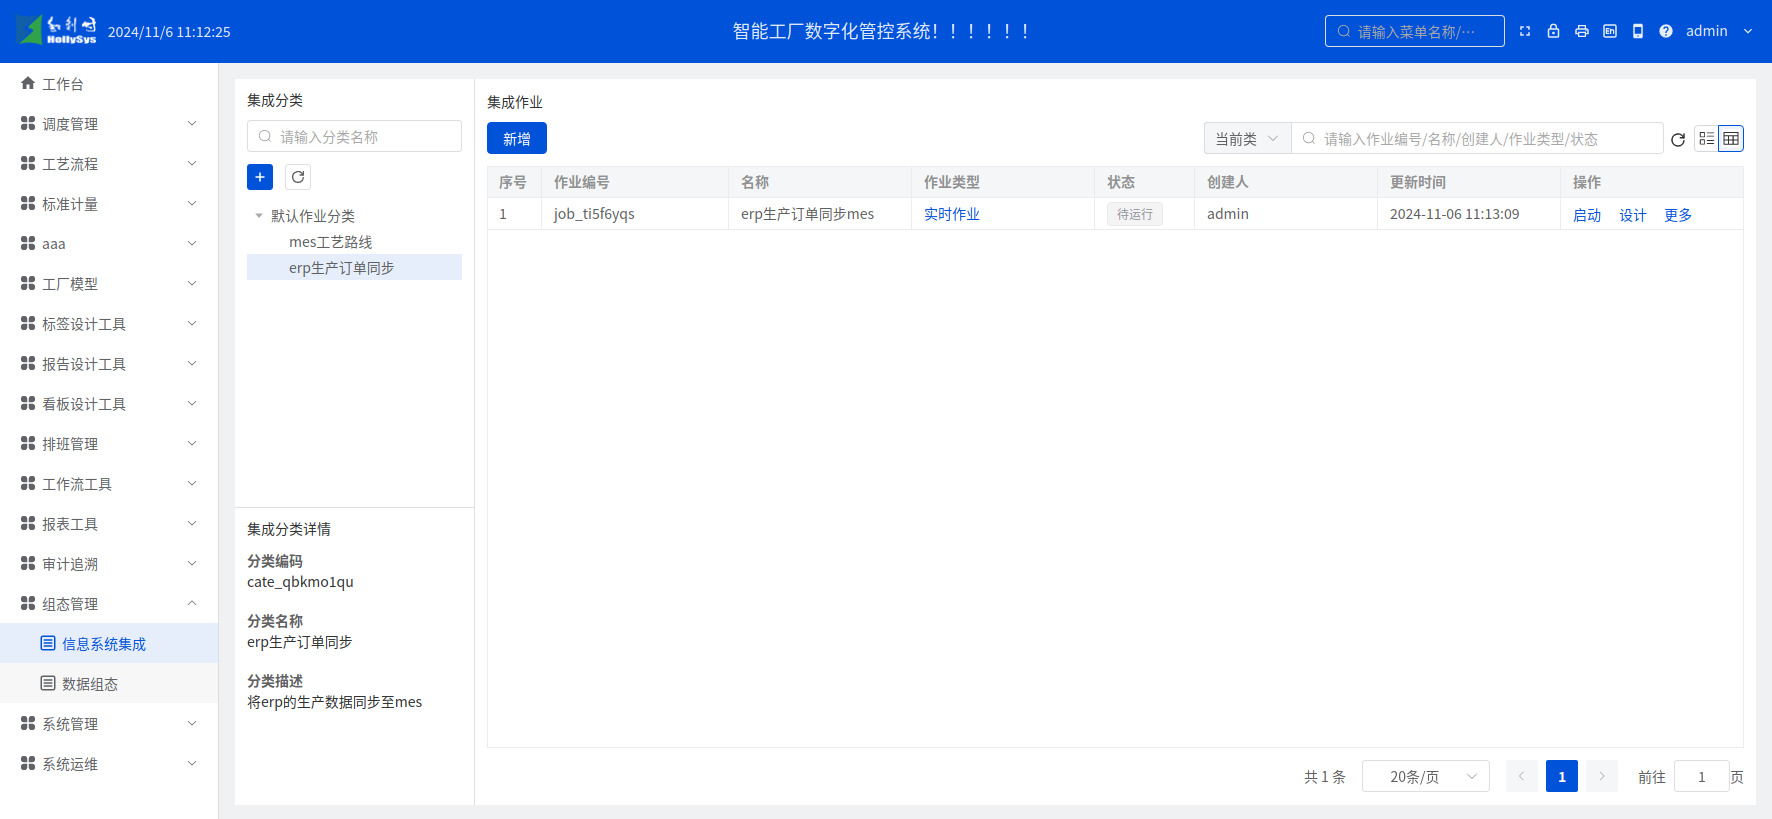 和利时
HollySys
2024/11/6 11:12:25
智能工厂数字化管控系统！！！！！！
请输入菜单名称/···
En
admin
工作台
调度管理
工艺流程
标准计量
aaa
工厂模型
标签设计工具
报告设计工具
看板设计工具
排班管理
工作流工具
报表工具
审计追溯
组态管理
信息系统集成
数据组态
系统管理
系统运维
集成分类
请输入分类名称
默认作业分类
mes工艺路线
erp生产订单同步
集成分类详情
分类编码
cate_qbkmo1qu
分类名称
erp生产订单同步
分类描述
将erp的生产数据同步至mes
集成作业
新增
当前类
请输入作业编号/名称/创建人/作业类型/状态
序号 作业编号 名称 作业类型 状态 创建人 更新时间 操作
1 job_ti5f6yqs erp生产订单同步mes 实时作业 待运行 admin 2024-11-06 11:13:09 启动 设计 更多
共 1 条 20条/页 1 前往 1 页